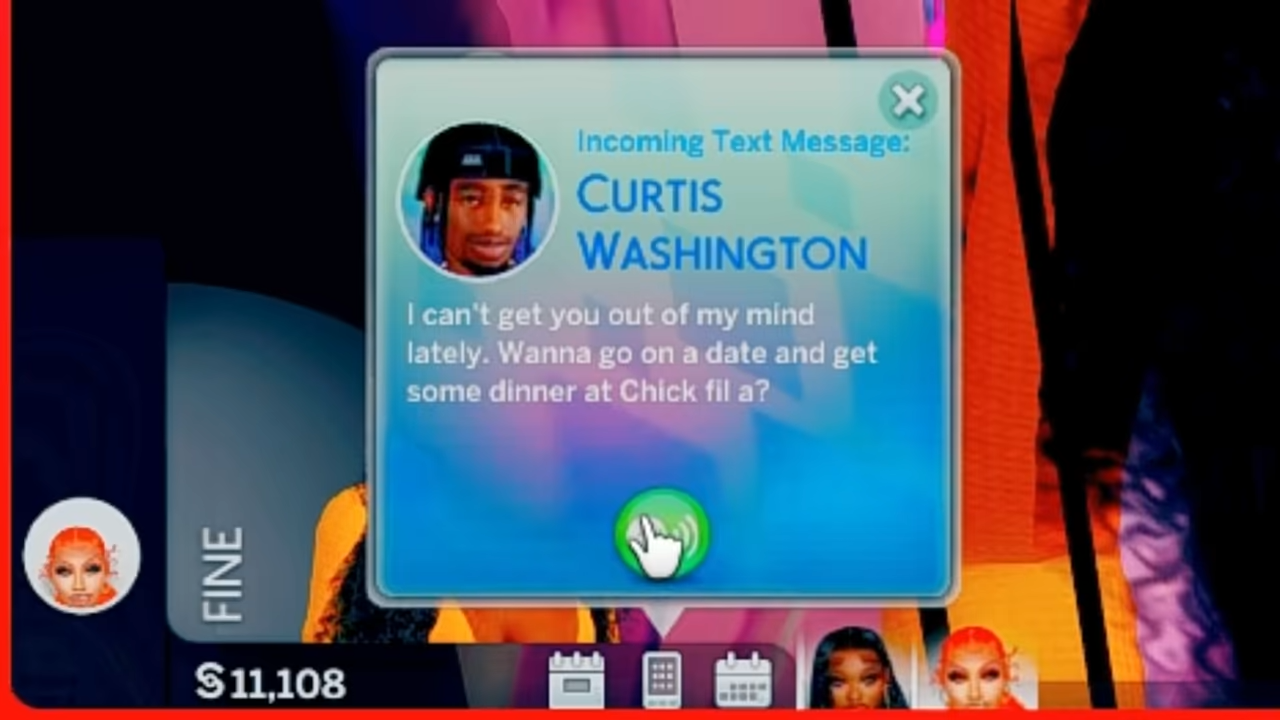 Incoming Text Message:
CURTIS
WASHINGTON
I can't get you out of my mind
lately. Wanna go on a date and get
some dinner at Chick fil a?
FINE
§11,108